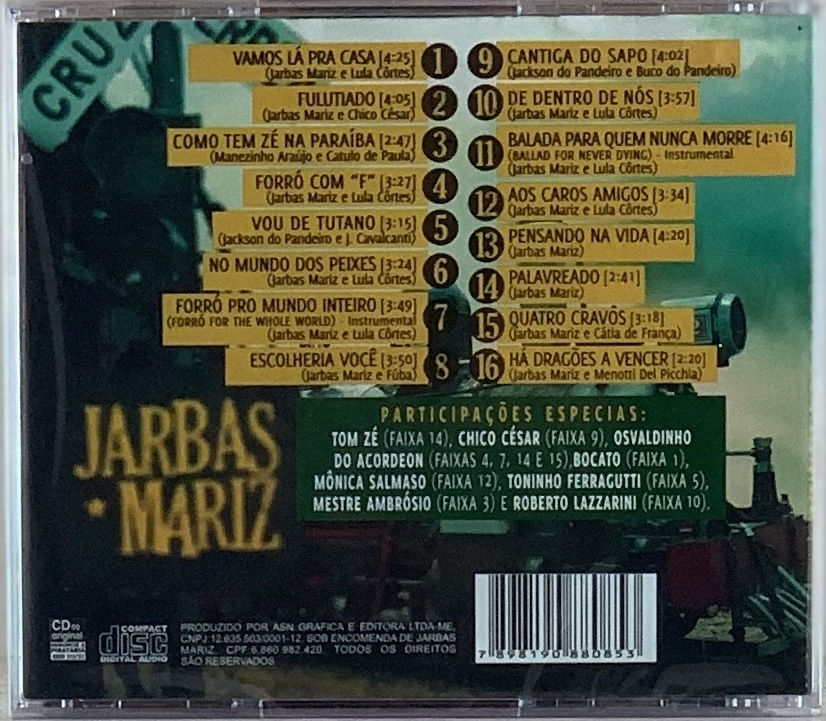 CRUZ
VAMOS LÁ PRA CASA [4:25] 1
(Jarbas Mariz e Lula Côrtes)
FULUTIADO [4:05] 2
(Jarbas Mariz e Chico César)
COMO TEM ZÉ NA PARAÍBA [2:47] 3
(Manezinho Araújo e Catulo de Paula)
FORRÓ COM "F" [3:27] 4
(Jarbas Mariz e Lula Côrtes)
VOU DE TUTANO [3:15] 5
(Jackson do Pandeiro e J. Cavalcanti)
NO MUNDO DOS PEIXES [3:24] 6
(Jarbas Mariz e Lula Côrtes)
FORRÓ PRO MUNDO INTEIRO [3:49] 7
(FORRÓ FOR THE WHOLE WORLD) - Instrumental
(Jarbas Mariz e Lula Côrtes)
ESCOLHERIA VOCÊ [3:50] 8
(Jarbas Mariz e Fúba)
9 CANTIGA DO SAPO [4:02]
(Jackson do Pandeiro e Buco do Pandeiro)
10 DE DENTRO DE NÓS [3:57]
(Jarbas Mariz e Lula Côrtes)
11 BALADA PARA QUEM NUNCA MORRE [4:16]
(BALLAD FOR NEVER DYING) - Instrumental
(Jarbas Mariz e Lula Côrtes)
12 AOS CAROS AMIGOS [3:34]
(Jarbas Mariz e Lula Côrtes)
13 PENSANDO NA VIDA [4:20]
(Jarbas Mariz)
14 PALAVREADO [2:41]
(Jarbas Mariz)
15 QUATRO CRAVOS [3:18]
(Jarbas Mariz e Cátia de França)
16 HÁ DRAGÕES A VENCER [2:20]
(Jarbas Mariz e Menotti Del Picchia)
PARTICIPAÇÕES ESPECIAS:
TOM ZÉ (FAIXA 14), CHICO CÉSAR (FAIXA 9), OSVALDINHO
DO ACORDEON (FAIXAS 4, 7, 14 E 15),BOCATO (FAIXA 1),
MÔNICA SALMASO (FAIXA 12), TONINHO FERRAGUTTI (FAIXA 5),
MESTRE AMBRÓSIO (FAIXA 3) E ROBERTO LAZZARINI (FAIXA 10).
JARBAS
MARIZ
CD
original
COMPACT
disc
DIGITAL AUDIO
PRODUZIDO POR ASN GRAFICA E EDITORA LTDA-ME,
CNPJ:12.635.503/0001-12, SOB ENCOMENDA DE JARBAS
MARIZ, CPF:6.860.982.420. TODOS OS DIREITOS
SÃO RESERVADOS
7 898190 880853